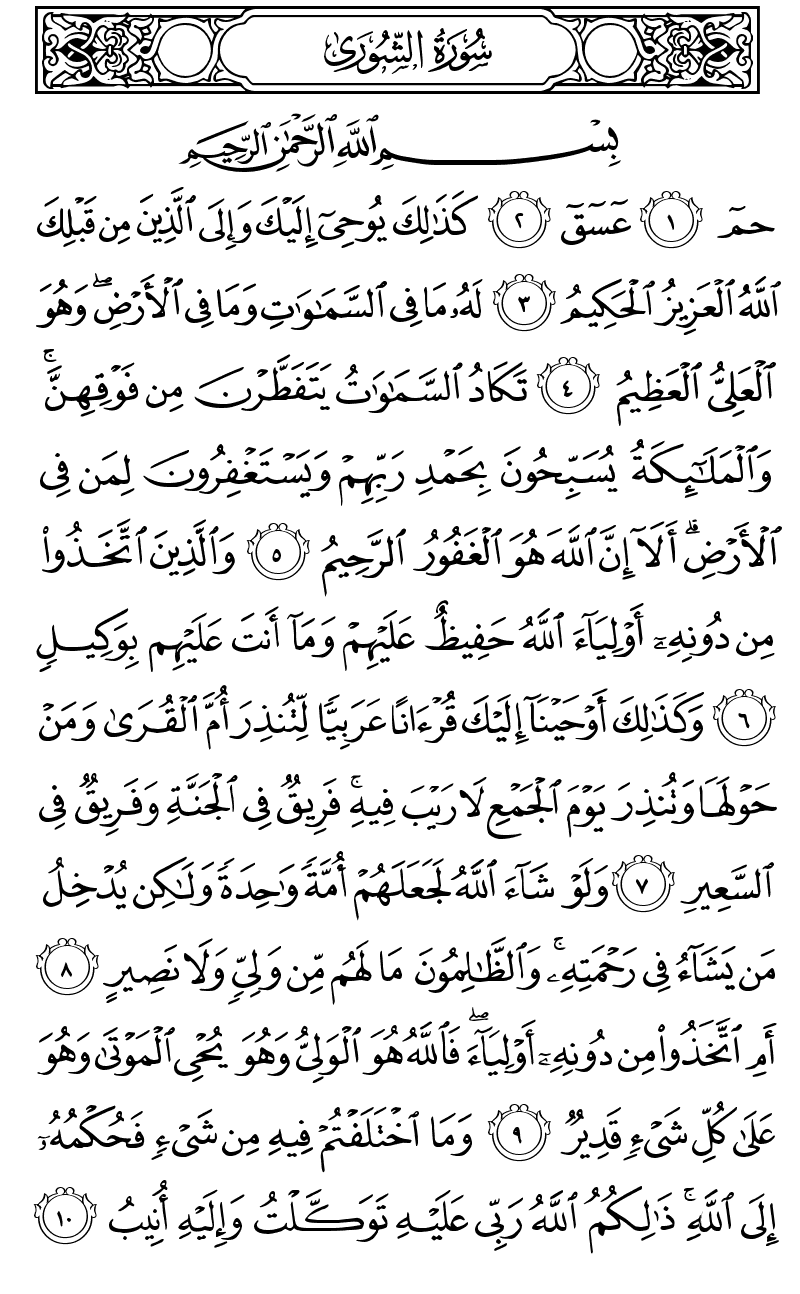 سُورَةُ الشُّورَىٰ
بِسْمِ ٱللَّهِ ٱلرَّحْمَٰنِ ٱلرَّحِيمِ
حمٓ ١ عٓسٓقٓ ٢ كَذَٰلِكَ يُوحِىٓ إِلَيْكَ وَإِلَى ٱلَّذِينَ مِن قَبْلِكَ
ٱللَّهُ ٱلْعَزِيزُ ٱلْحَكِيمُ ٣ لَهُۥ مَا فِى ٱلسَّمَٰوَٰتِ وَمَا فِى ٱلْأَرْضِ ۖ وَهُوَ
ٱلْعَلِىُّ ٱلْعَظِيمُ ٤ تَكَادُ ٱلسَّمَٰوَٰتُ يَتَفَطَّرْنَ مِن فَوْقِهِنَّ ۚ
وَٱلْمَلَٰٓئِكَةُ يُسَبِّحُونَ بِحَمْدِ رَبِّهِمْ وَيَسْتَغْفِرُونَ لِمَن فِى
ٱلْأَرْضِ ۗ أَلَآ إِنَّ ٱللَّهَ هُوَ ٱلْغَفُورُ ٱلرَّحِيمُ ٥ وَٱلَّذِينَ ٱتَّخَذُوا۟
مِن دُونِهِۦٓ أَوْلِيَآءَ ٱللَّهُ حَفِيظٌ عَلَيْهِمْ وَمَآ أَنتَ عَلَيْهِم بِوَكِيلٍ
٦ وَكَذَٰلِكَ أَوْحَيْنَآ إِلَيْكَ قُرْءَانًا عَرَبِيًّا لِّتُنذِرَ أُمَّ ٱلْقُرَىٰ وَمَنْ
حَوْلَهَا وَتُنذِرَ يَوْمَ ٱلْجَمْعِ لَا رَيْبَ فِيهِ ۚ فَرِيقٌ فِى ٱلْجَنَّةِ وَفَرِيقٌ فِى
ٱلسَّعِيرِ ٧ وَلَوْ شَآءَ ٱللَّهُ لَجَعَلَهُمْ أُمَّةً وَٰحِدَةً وَلَٰكِن يُدْخِلُ
مَن يَشَآءُ فِى رَحْمَتِهِۦ ۚ وَٱلظَّٰلِمُونَ مَا لَهُم مِّن وَلِىٍّ وَلَا نَصِيرٍ ٨
أَمِ ٱتَّخَذُوا۟ مِن دُونِهِۦٓ أَوْلِيَآءَ ۖ فَٱللَّهُ هُوَ ٱلْوَلِىُّ وَهُوَ يُحْىِ ٱلْمَوْتَىٰ وَهُوَ
عَلَىٰ كُلِّ شَىْءٍ قَدِيرٌ ٩ وَمَا ٱخْتَلَفْتُمْ فِيهِ مِن شَىْءٍ فَحُكْمُهُۥٓ
إِلَى ٱللَّهِ ۚ ذَٰلِكُمُ ٱللَّهُ رَبِّى عَلَيْهِ تَوَكَّلْتُ وَإِلَيْهِ أُنِيبُ ١٠